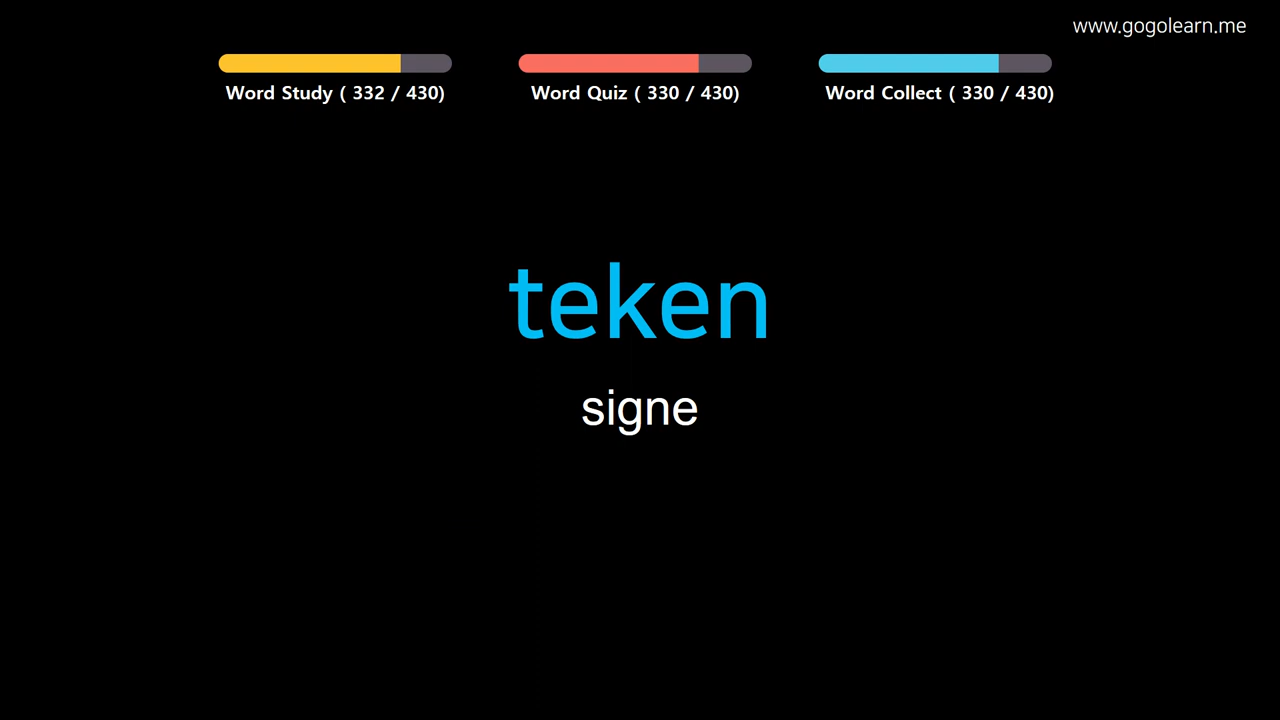 www.gogolearn.me
Word Study ( 332 / 430)
Word Quiz ( 330 / 430)
Word Collect ( 330 / 430)
teken
signe